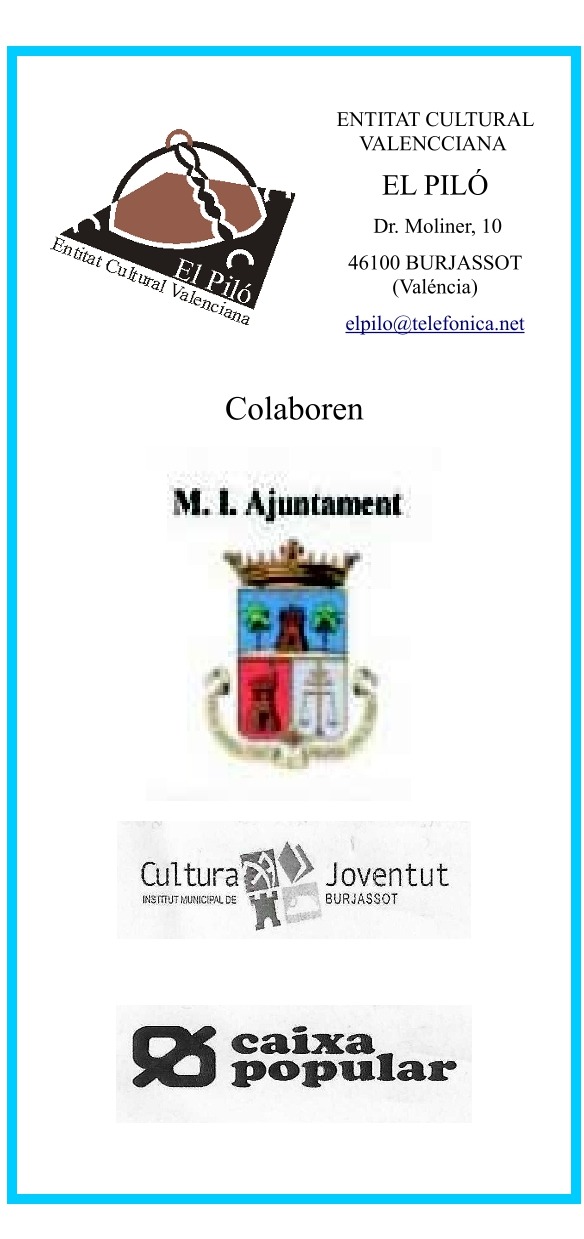 El Piló
Entitat Cultural Valenciana
ENTITAT CULTURAL
VALENCCIANA
EL PILÓ
Dr. Moliner, 10
46100 BURJASSOT
(Valéncia)
elpilo@telefonica.net
Colaboren
M. I. Ajuntament
Cultura Joventut
INSTITUT MUNICIPAL DE BURJASSOT
caixa
popular